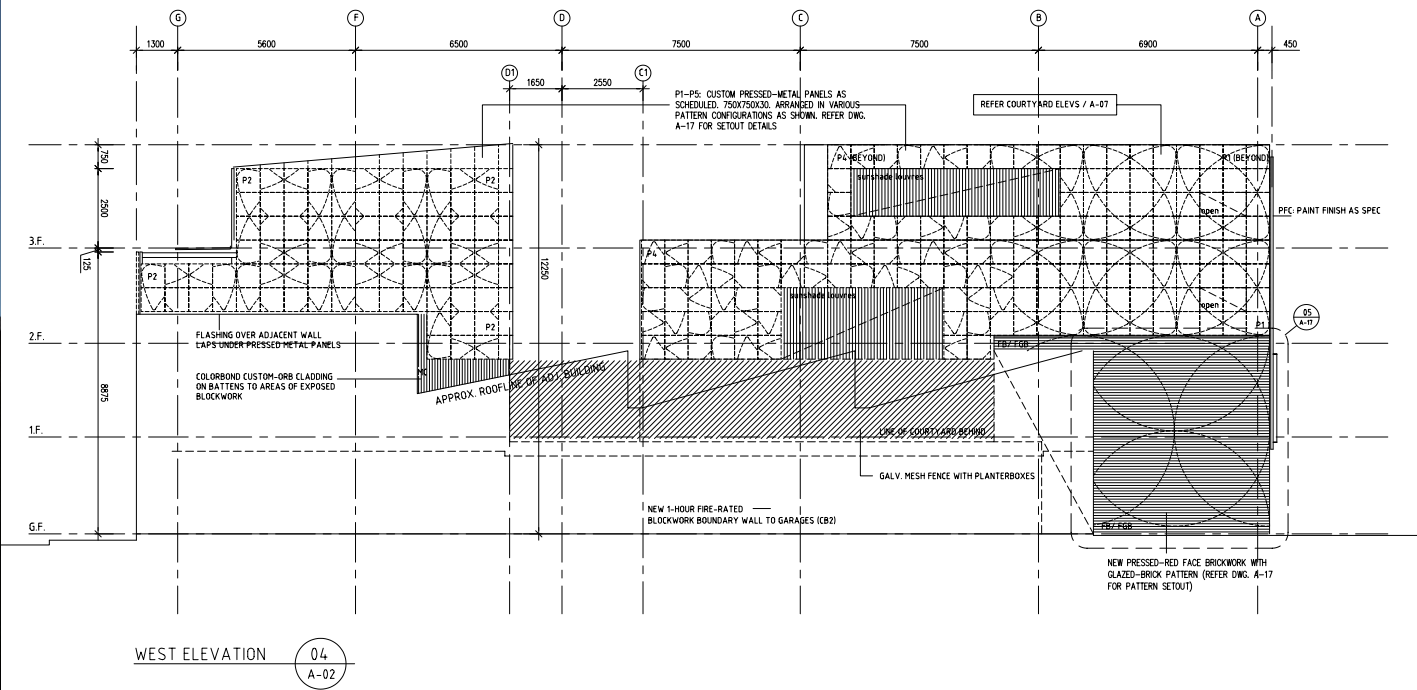 G
F
D
C
B
A
1300
5600
6500
7500
7500
6900
450
D1
C1
1650
2550
P1-P5: CUSTOM PRESSED-METAL PANELS AS
SCHEDULED. 750X750X30. ARRANGED IN VARIOUS
PATTERN CONFIGURATIONS AS SHOWN. REFER DWG.
A-17 FOR SETOUT DETAILS
REFER COURTYARD ELEVS / A-07
750
P4 (BEYOND)
P1 (BEYOND)
sunshade louvres
P2
P2
2500
open
PFC: PAINT FINISH AS SPEC
3.F.
P4
125
12250
P2
sunshade louvres
open
05
A-17
P2
P1
FLASHING OVER ADJACENT WALL
LAPS UNDER PRESSED METAL PANELS
2.F.
FB/ FGB
MC
COLORBOND CUSTOM-ORB CLADDING
ON BATTENS TO AREAS OF EXPOSED
BLOCKWORK
APPROX. ROOFLINE OF ADJ. BUILDING
8875
1.F.
LINE OF COURTYARD BEHIND
GALV. MESH FENCE WITH PLANTERBOXES
NEW 1-HOUR FIRE-RATED
BLOCKWORK BOUNDARY WALL TO GARAGES (CB2)
G.F.
FB/ FGB
NEW PRESSED-RED FACE BRICKWORK WITH
GLAZED-BRICK PATTERN (REFER DWG. A-17
FOR PATTERN SETOUT)
WEST ELEVATION
04
A-02